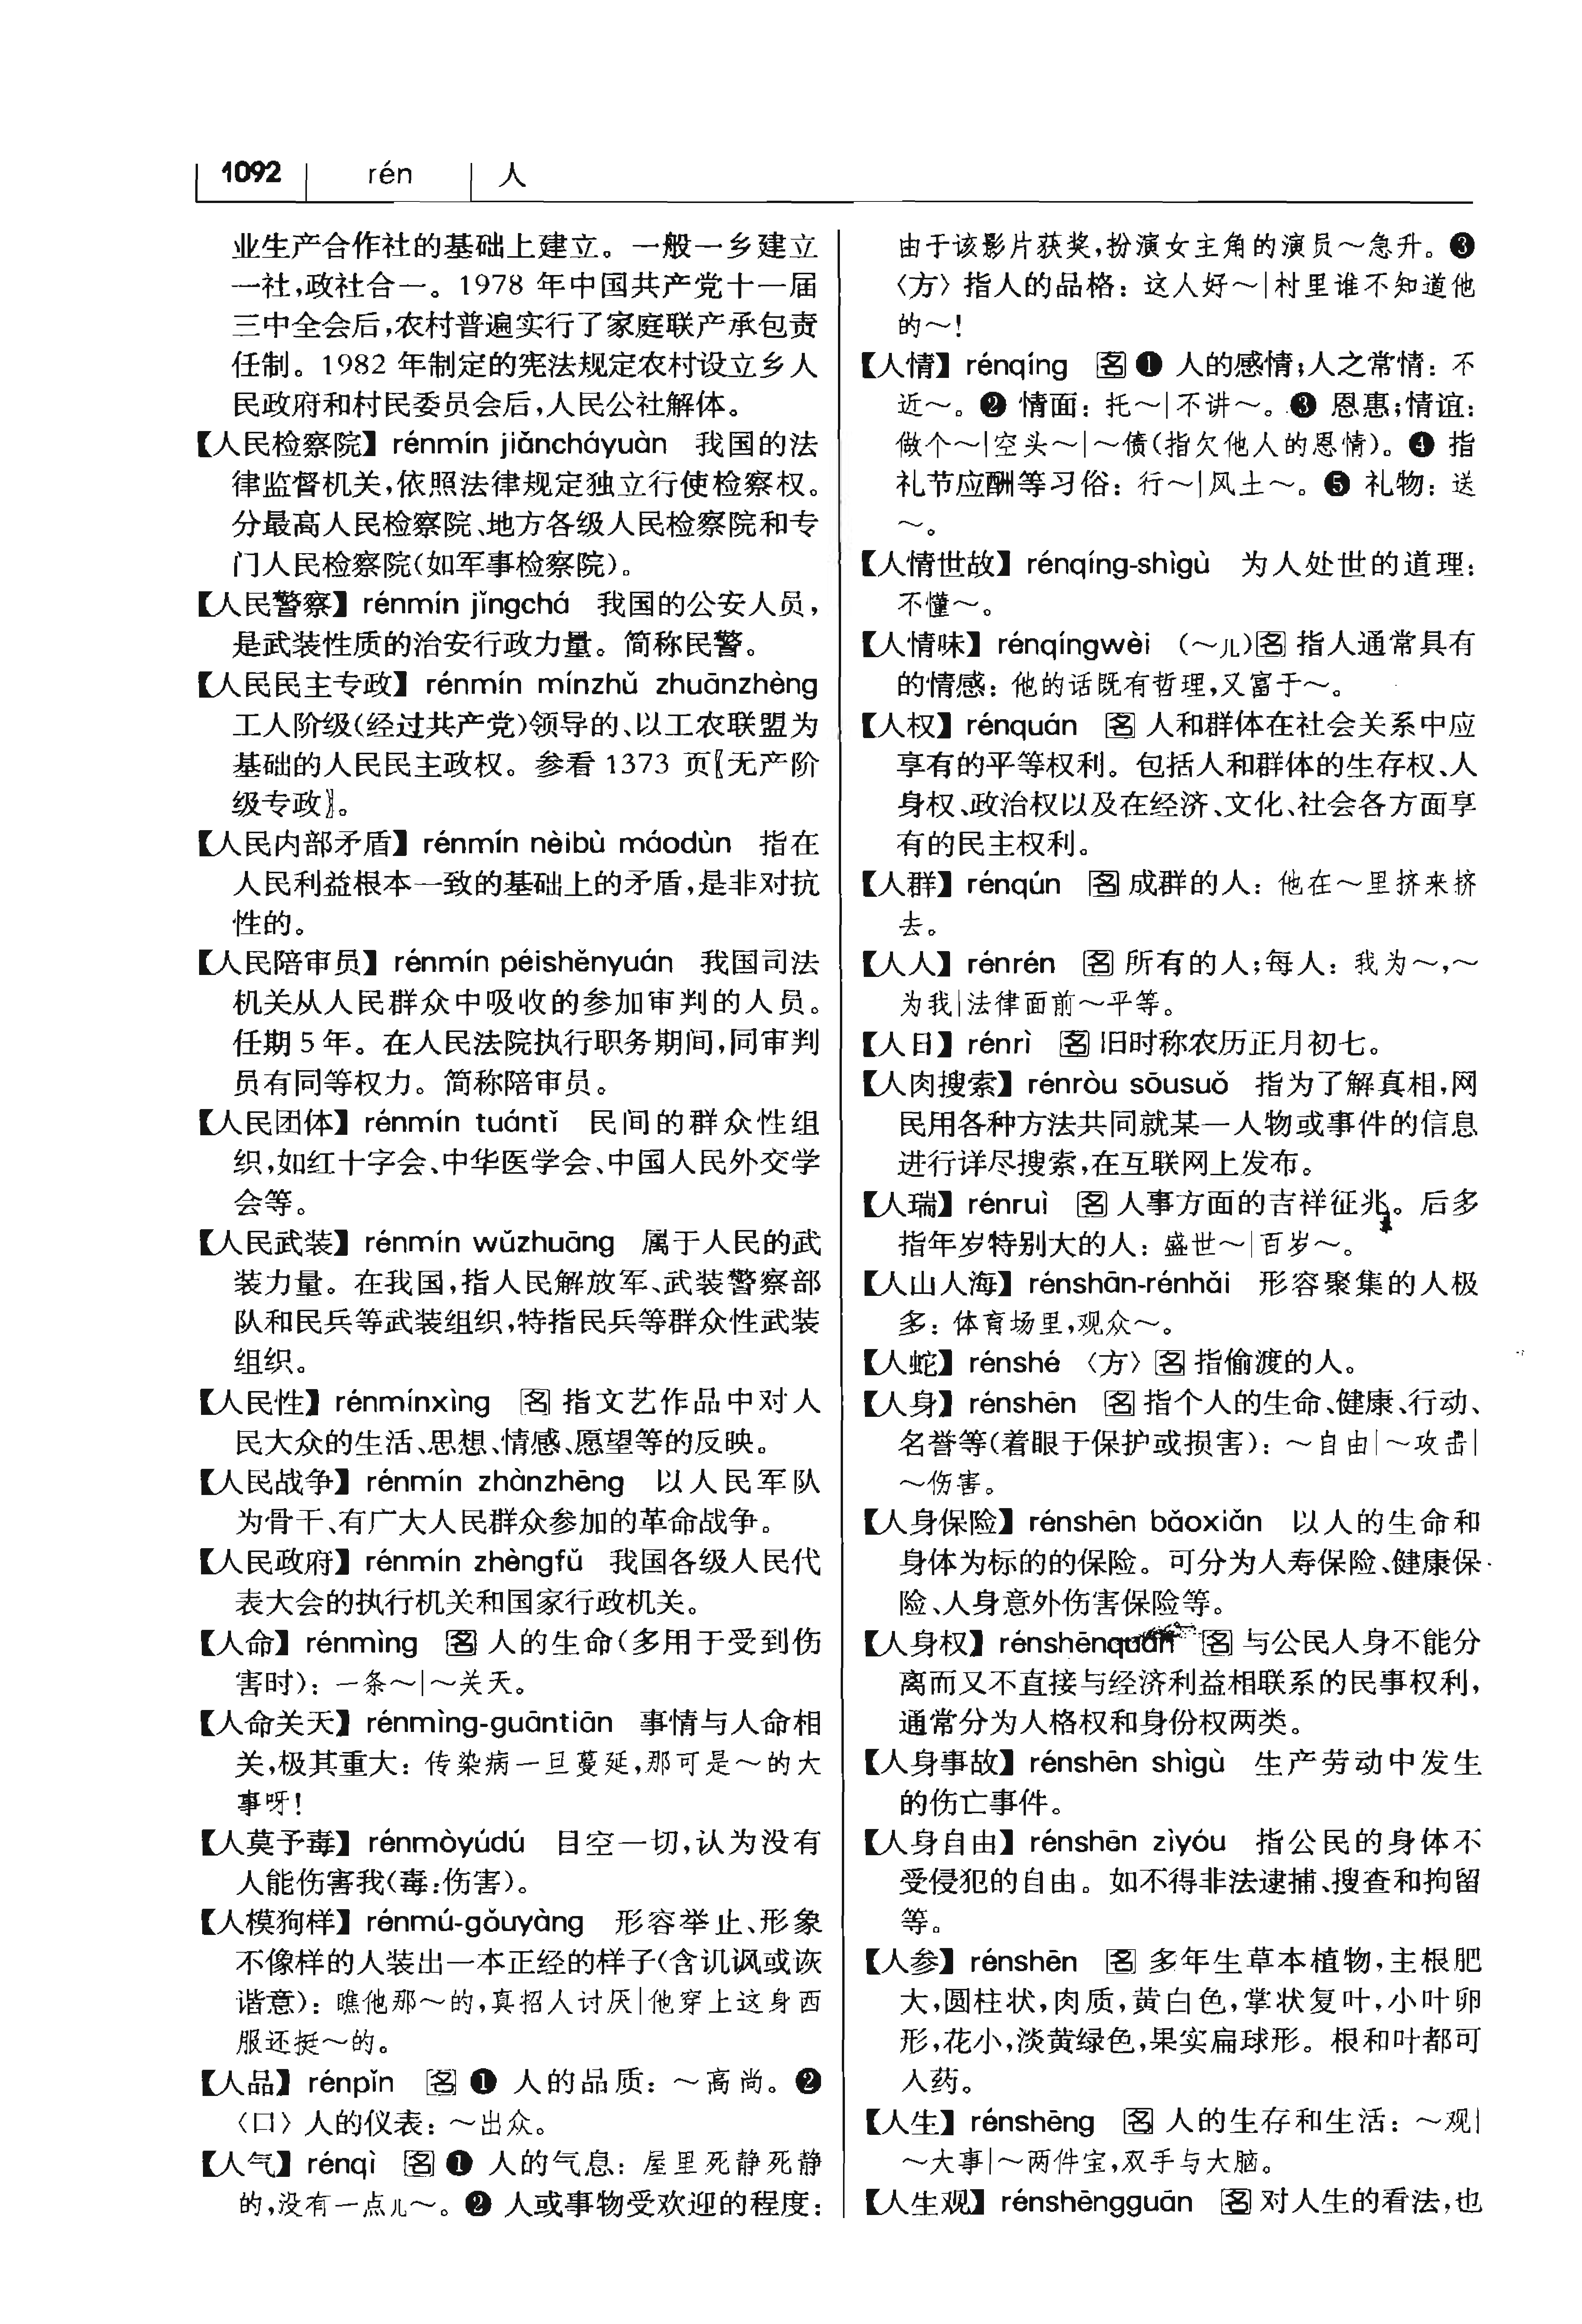 1092 rén 人
业生产合作社的基础上建立。一般一乡建立
一社,政社合一。1978 年中国共产党十一届
三中全会后,农村普遍实行了家庭联产承包责
任制。1982 年制定的宪法规定农村设立乡人
民政府和村民委员会后,人民公社解体。
【人民检察院】rénmín jiǎncháyuàn 我国的法
律监督机关,依照法律规定独立行使检察权。
分最高人民检察院、地方各级人民检察院和专
门人民检察院(如军事检察院)。
【人民警察】rénmín jǐngchá 我国的公安人员,
是武装性质的治安行政力量。简称民警。
【人民民主专政】rénmín mínzhǔ zhuānzhèng
工人阶级(经过共产党)领导的、以工农联盟为
基础的人民民主政权。参看 1373 页〖无产阶
级专政〗。
【人民内部矛盾】rénmín nèibù máodùn 指在
人民利益根本一致的基础上的矛盾,是非对抗
性的。
【人民陪审员】rénmín péishěnyuán 我国司法
机关从人民群众中吸收的参加审判的人员。
任期 5 年。在人民法院执行职务期间,同审判
员有同等权力。简称陪审员。
【人民团体】rénmín tuántǐ 民间的群众性组
织,如红十字会、中华医学会、中国人民外交学
会等。
【人民武装】rénmín wǔzhuāng 属于人民的武
装力量。在我国,指人民解放军、武装警察部
队和民兵等武装组织,特指民兵等群众性武装
组织。
【人民性】rénmínxìng 名 指文艺作品中对人
民大众的生活、思想、情感、愿望等的反映。
【人民战争】rénmín zhànzhēng 以人民军队
为骨干、有广大人民群众参加的革命战争。
【人民政府】rénmín zhèngfǔ 我国各级人民代
表大会的执行机关和国家行政机关。
【人命】rénmìng 名 人的生命(多用于受到伤
害时): 一条～|～关天。
【人命关天】rénmìng-guāntiān 事情与人命相
关,极其重大: 传染病一旦蔓延,那可是～的大
事呀!
【人莫予毒】rénmòyúdú 目空一切,认为没有
人能伤害我(毒:伤害)。
【人模狗样】rénmú-gǒuyàng 形容举止、形象
不像样的人装出一本正经的样子(含讥讽或诙
谐意): 瞧他那～的,真招人讨厌|他穿上这身西
服还挺～的。
【人品】rénpǐn 名 ❶ 人的品质: ～高尚。❷
〈口〉人的仪表: ～出众。
【人气】rénqì 名 ❶ 人的气息: 屋里死静死静
的,没有一点儿～。❷ 人或事物受欢迎的程度:
由于该影片获奖,扮演女主角的演员～急升。❸
〈方〉指人的品格: 这人好～|村里谁不知道他
的～!
【人情】rénqíng 名 ❶ 人的感情;人之常情: 不
近～。❷ 情面: 托～|不讲～。❸ 恩惠;情谊:
做个～|空头～|～债(指欠他人的恩情)。❹ 指
礼节应酬等习俗: 行～|风土～。❺ 礼物: 送
～。
【人情世故】rénqíng-shìgù 为人处世的道理:
不懂～。
【人情味】rénqíngwèi (～儿)名 指人通常具有
的情感: 他的话既有哲理,又富于～。
【人权】rénquán 名 人和群体在社会关系中应
享有的平等权利。包括人和群体的生存权、人
身权、政治权以及在经济、文化、社会各方面享
有的民主权利。
【人群】rénqún 名 成群的人: 他在～里挤来挤
去。
【人人】rénrén 名 所有的人;每人: 我为～,～
为我|法律面前～平等。
【人日】rénrì 名 旧时称农历正月初七。
【人肉搜索】rénròu sōusuǒ 指为了解真相,网
民用各种方法共同就某一人物或事件的信息
进行详尽搜索,在互联网上发布。
【人瑞】rénruì 名 人事方面的吉祥征兆。后多
指年岁特别大的人: 盛世～|百岁～。
【人山人海】rénshān-rénhǎi 形容聚集的人极
多: 体育场里,观众～。
【人蛇】rénshé 〈方〉名 指偷渡的人。
【人身】rénshēn 名 指个人的生命、健康、行动、
名誉等(着眼于保护或损害): ～自由|～攻击|
～伤害。
【人身保险】rénshēn bǎoxiǎn 以人的生命和
身体为标的的保险。可分为人寿保险、健康保
险、人身意外伤害保险等。
【人身权】rénshēnquán 名 与公民人身不能分
离而又不直接与经济利益相联系的民事权利,
通常分为人格权和身份权两类。
【人身事故】rénshēn shìgù 生产劳动中发生
的伤亡事件。
【人身自由】rénshēn zìyóu 指公民的身体不
受侵犯的自由。如不得非法逮捕、搜查和拘留
等。
【人参】rénshēn 名 多年生草本植物,主根肥
大,圆柱状,肉质,黄白色,掌状复叶,小叶卵
形,花小,淡黄绿色,果实扁球形。根和叶都可
入药。
【人生】rénshēng 名 人的生存和生活: ～观|
～大事|～两件宝,双手与大脑。
【人生观】rénshēngguān 名 对人生的看法,也